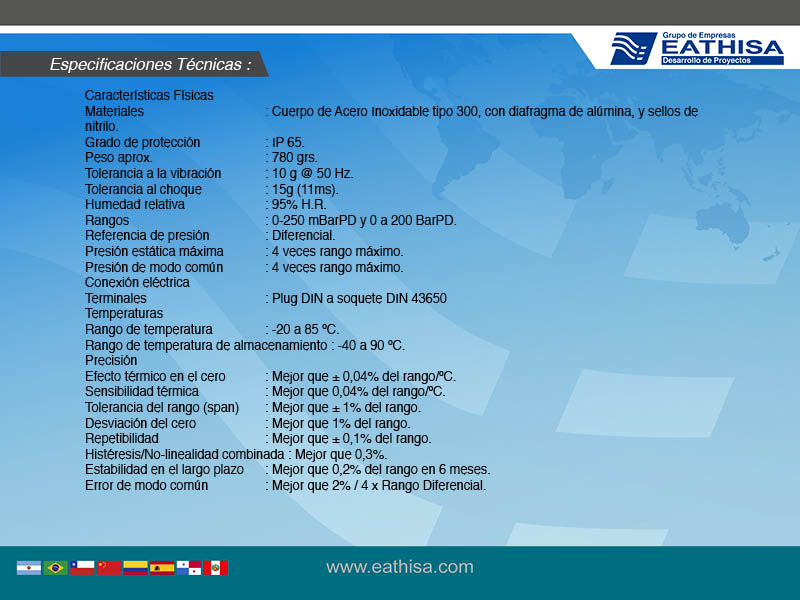 Grupo de Empresas
EATHISA
Desarrollo de Proyectos
Especificaciones Técnicas :
Características Físicas
Materiales : Cuerpo de Acero Inoxidable tipo 300, con diafragma de alúmina, y sellos de
nitrilo.
Grado de protección : IP 65.
Peso aprox. : 780 grs.
Tolerancia a la vibración : 10 g @ 50 Hz.
Tolerancia al choque : 15g (11ms).
Humedad relativa : 95% H.R.
Rangos : 0-250 mBarPD y 0 a 200 BarPD.
Referencia de presión : Diferencial.
Presión estática máxima : 4 veces rango máximo.
Presión de modo común : 4 veces rango máximo.
Conexión eléctrica
Terminales : Plug DIN a soquete DIN 43650
Temperaturas
Rango de temperatura : -20 a 85 ºC.
Rango de temperatura de almacenamiento : -40 a 90 ºC.
Precisión
Efecto térmico en el cero : Mejor que ± 0,04% del rango/ºC.
Sensibilidad térmica : Mejor que 0,04% del rango/ºC.
Tolerancia del rango (span) : Mejor que ± 1% del rango.
Desviación del cero : Mejor que 1% del rango.
Repetibilidad : Mejor que ± 0,1% del rango.
Histéresis/No-linealidad combinada : Mejor que 0,3%.
Estabilidad en el largo plazo : Mejor que 0,2% del rango en 6 meses.
Error de modo común : Mejor que 2% / 4 x Rango Diferencial.
www.eathisa.com